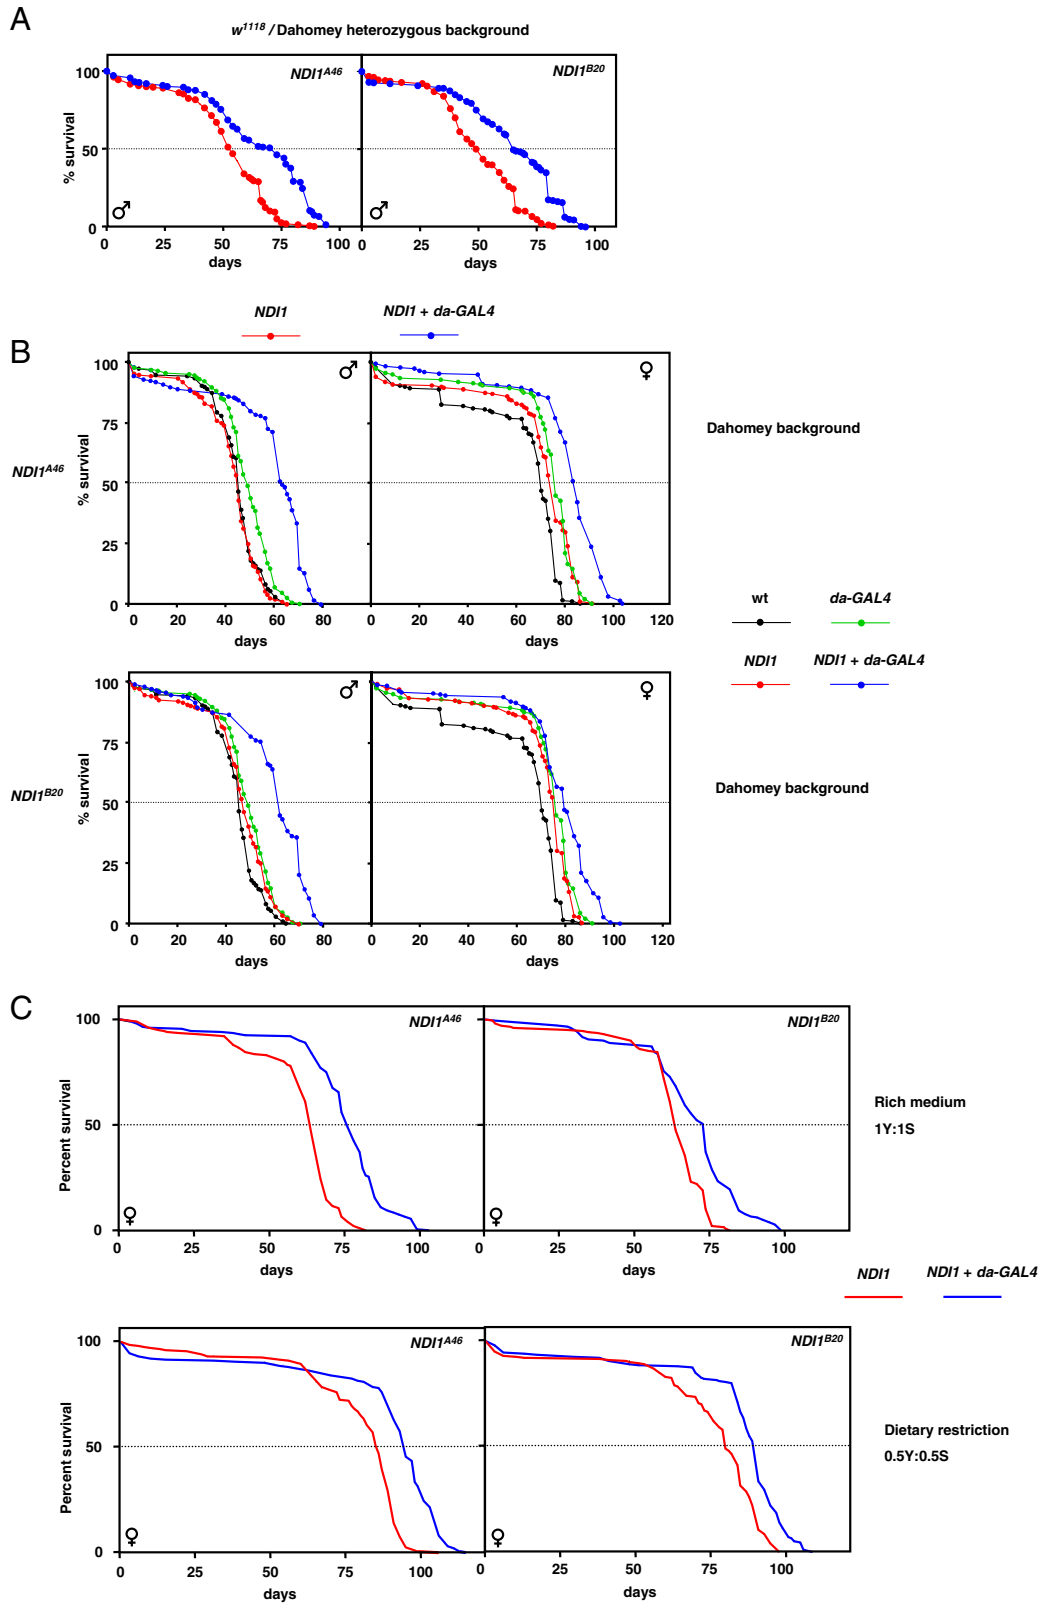 A
w1118 / Dahomey heterozygous background
NDI1A46
NDI1B20
% survival
100
50
0
♂
♂
0 25 50 75 100
0 25 50 75 100
days
days
NDI1
NDI1 + da-GAL4
B
100
75
50
25
0
% survival
NDI1A46
♂
♀
Dahomey background
0 20 40 60 80
0 20 40 60 80 100 120
days
days
wt
da-GAL4
NDI1
NDI1 + da-GAL4
100
75
50
25
0
% survival
NDI1B20
♂
♀
Dahomey background
0 20 40 60 80
0 20 40 60 80 100 120
days
days
C
NDI1A46
NDI1B20
100
50
0
Percent survival
♀
♀
Rich medium
1Y:1S
0 25 50 75 100
0 25 50 75 100
days
days
NDI1
NDI1 + da-GAL4
NDI1A46
NDI1B20
100
50
0
Percent survival
♀
♀
Dietary restriction
0.5Y:0.5S
0 25 50 75 100
0 25 50 75 100
days
days